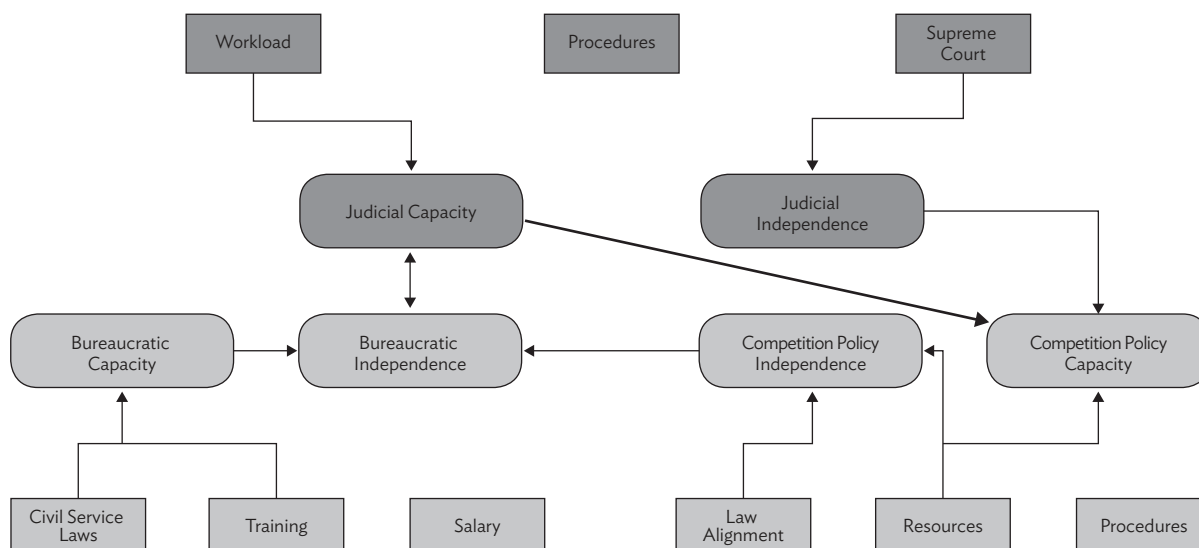 Workload
Procedures
Supreme
Court
Judicial Capacity
Judicial
Independence
Bureaucratic
Capacity
Bureaucratic
Independence
Competition Policy
Independence
Competition Policy
Capacity
Civil Service
Laws
Training
Salary
Law
Alignment
Resources
Procedures